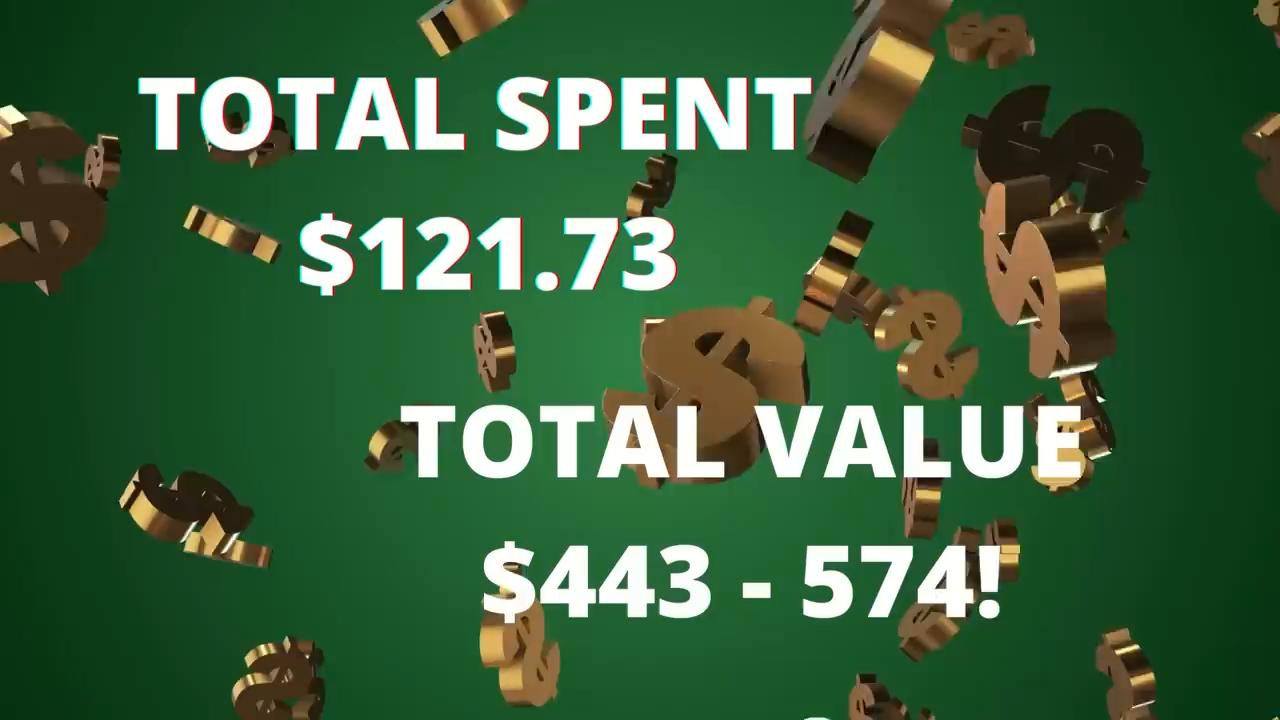 TOTAL SPENT
$121.73
TOTAL VALUE
$443 - 574!